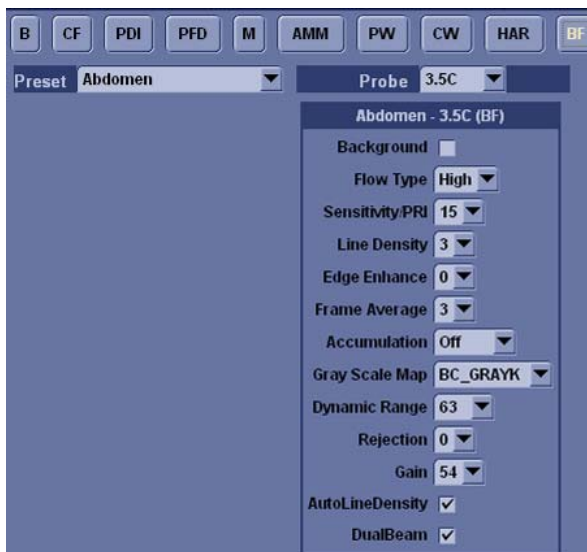 B CF PDI PFD M AMM PW CW HAR BF
Preset Abdomen Probe 3.5C
Abdomen - 3.5C (BF)
Background
Flow Type High
Sensitivity/PRI 15
Line Density 3
Edge Enhance 0
Frame Average 3
Accumulation Off
Gray Scale Map BC_GRAYK
Dynamic Range 63
Rejection 0
Gain 54
AutoLineDensity
DualBeam